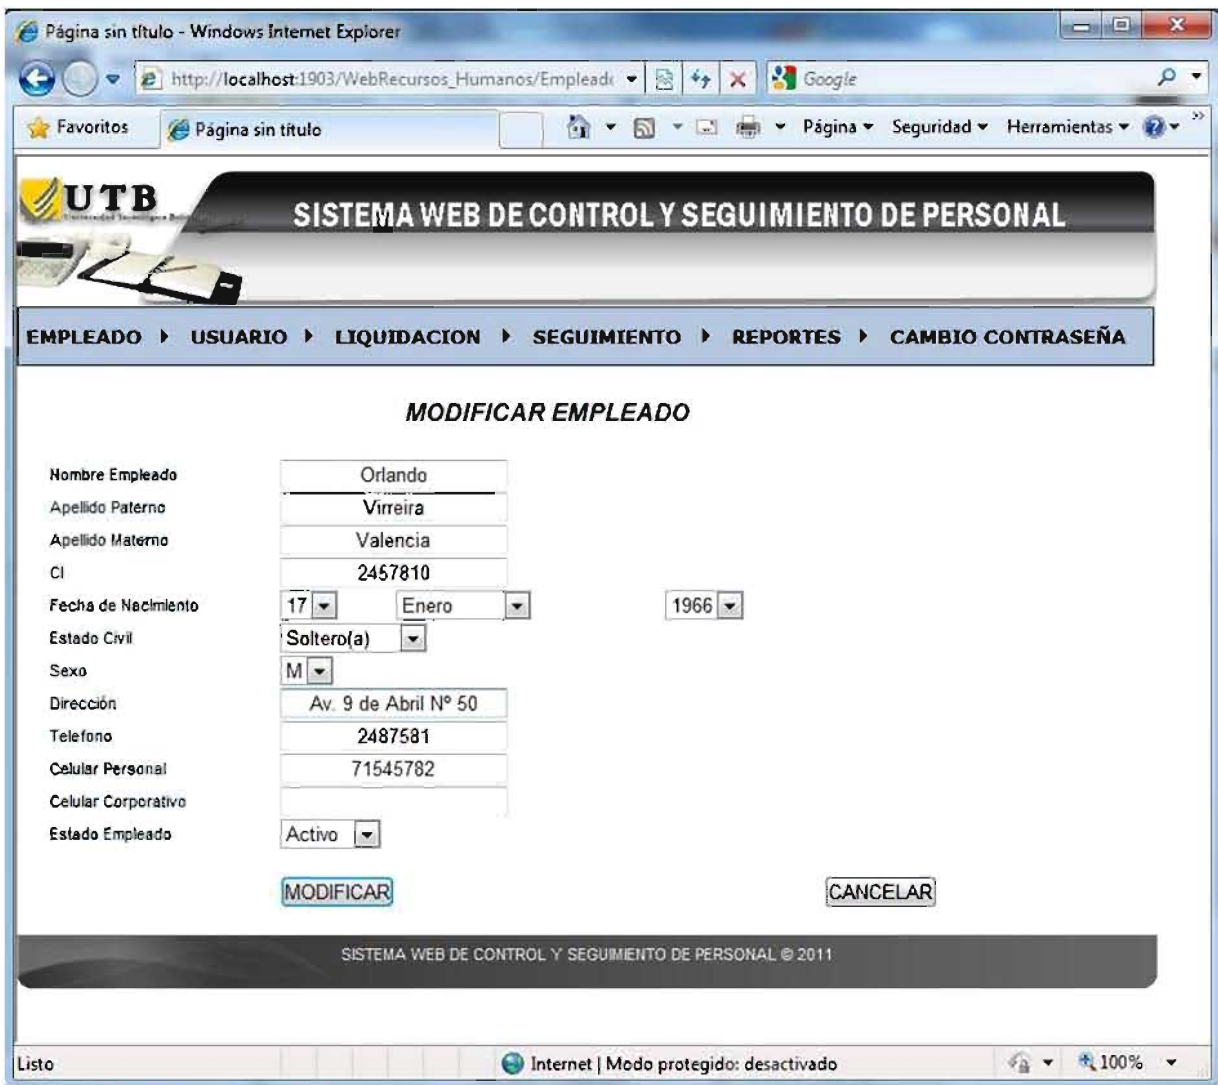 Página sin título - Windows Internet Explorer
http://localhost:1903/WebRecursos_Humanos/Empleado
Google
Favoritos
Página sin título
Página Seguridad Herramientas
UTB
SISTEMA WEB DE CONTROL Y SEGUIMIENTO DE PERSONAL
EMPLEADO USUARIO LIQUIDACION SEGUIMIENTO REPORTES CAMBIO CONTRASEÑA
MODIFICAR EMPLEADO
Nombre Empleado Orlando
Apellido Paterno Virreira
Apellido Materno Valencia
CI 2457810
Fecha de Nacimiento 17 Enero 1966
Estado Civil Soltero(a)
Sexo M
Dirección Av. 9 de Abril Nº 50
Telefono 2487581
Celular Personal 71545782
Celular Corporativo
Estado Empleado Activo
MODIFICAR CANCELAR
SISTEMA WEB DE CONTROL Y SEGUIMIENTO DE PERSONAL © 2011
Listo Internet | Modo protegido: desactivado 100%